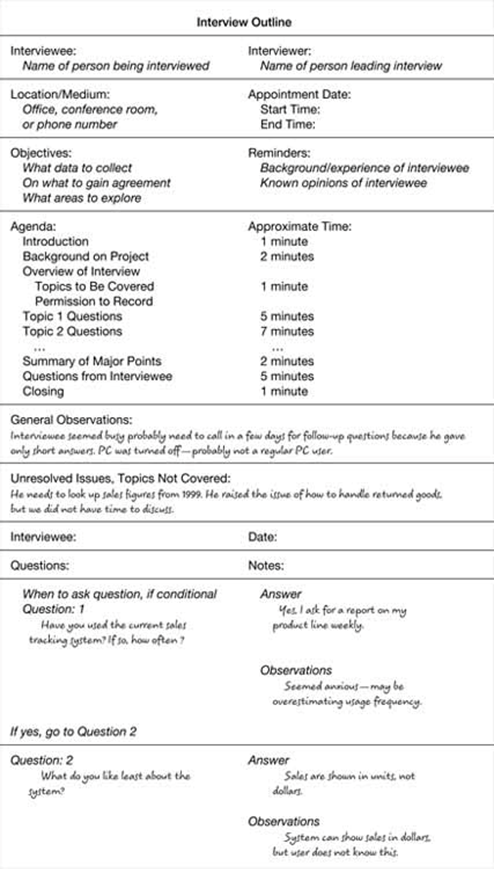 Interview Outline
Interviewee: Interviewer:
Name of person being interviewed Name of person leading interview
Location/Medium: Appointment Date:
Office, conference room, Start Time:
or phone number End Time:
Objectives: Reminders:
What data to collect Background/experience of interviewee
On what to gain agreement Known opinions of interviewee
What areas to explore
Agenda: Approximate Time:
Introduction 1 minute
Background on Project 2 minutes
Overview of Interview
Topics to Be Covered 1 minute
Permission to Record
Topic 1 Questions 5 minutes
Topic 2 Questions 7 minutes
... ...
Summary of Major Points 2 minutes
Questions from Interviewee 5 minutes
Closing 1 minute
General Observations:
Interviewee seemed busy probably need to call in a few days for follow-up questions because he gave
only short answers. PC was turned off—probably not a regular PC user.
Unresolved Issues, Topics Not Covered:
He needs to look up sales figures from 1999. He raised the issue of how to handle returned goods,
but we did not have time to discuss.
Interviewee: Date:
Questions: Notes:
When to ask question, if conditional Answer
Question: 1 Yes, I ask for a report on my
Have you used the current sales product line weekly.
tracking system? If so, how often?
Observations
Seemed anxious—may be
overestimating usage frequency.
If yes, go to Question 2
Question: 2 Answer
What do you like least about the Sales are shown in units, not
system? dollars.
Observations
System can show sales in dollars,
but user does not know this.